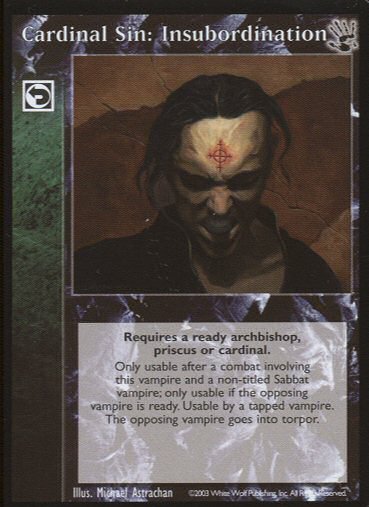 Cardinal Sin: Insubordination
Requires a ready archbishop,
priscus or cardinal.
Only usable after a combat involving
this vampire and a non-titled Sabbat
vampire; only usable if the opposing
vampire is ready. Usable by a tapped vampire.
The opposing vampire goes into torpor.
Illus. Michael Astrachan ©2003 White Wolf Publishing, Inc. All Rights Reserved.